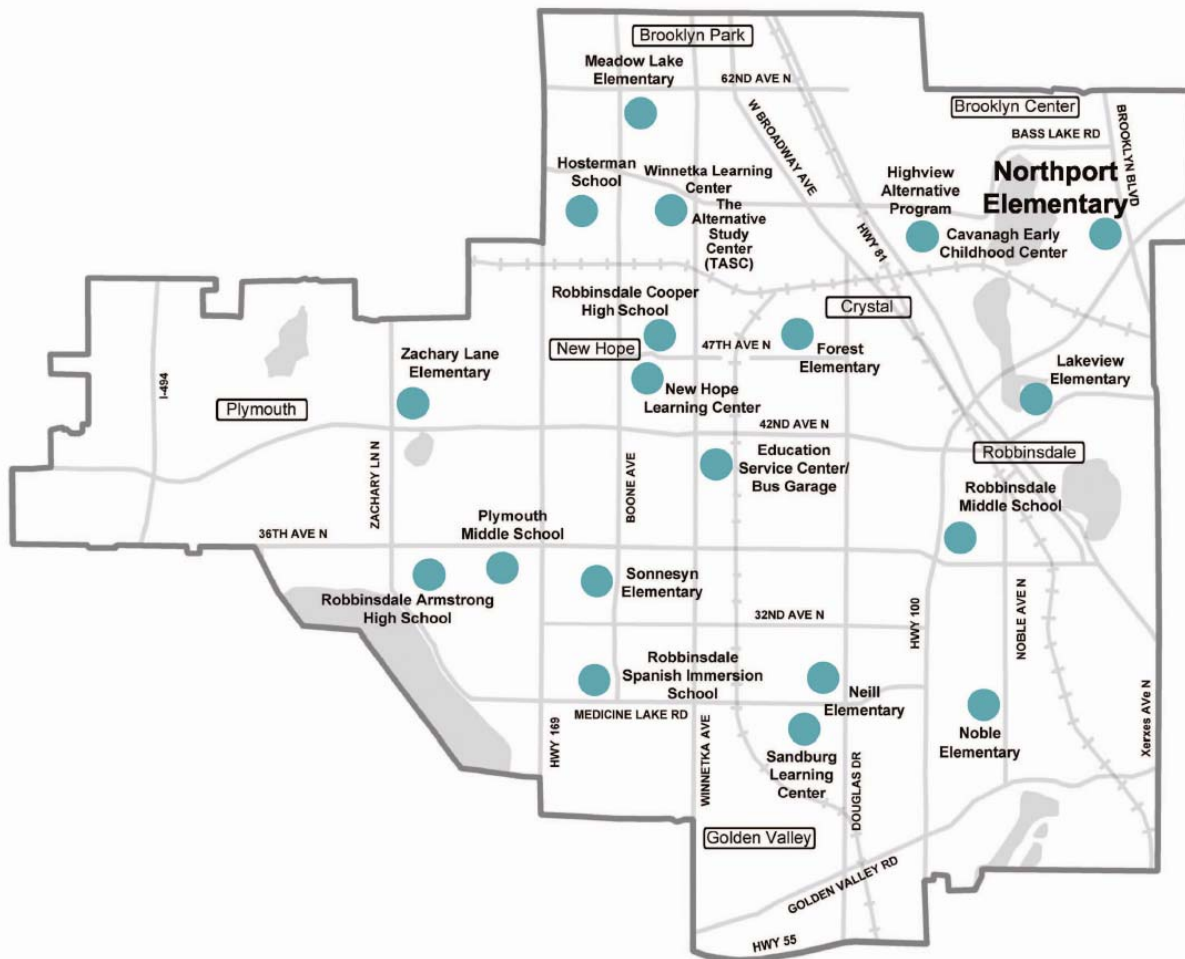 Brooklyn Park
Meadow Lake
Elementary
62ND AVE N
Brooklyn Center
BROOKLYN BLVD
BASS LAKE RD
W BROADWAY AVE
Hosterman
School
Winnetka Learning
Center
The
Alternative
Study
Center
(TASC)
Highview
Alternative
Program
Northport
Elementary
Cavanagh Early
Childhood Center
HWY 81
Robbinsdale Cooper
High School
Crystal
New Hope
47TH AVE N
Forest
Elementary
Zachary Lane
Elementary
Lakeview
Elementary
I-494
Plymouth
New Hope
Learning Center
42ND AVE N
Education
Service Center/
Bus Garage
Robbinsdale
Robbinsdale
Middle School
ZACHARY LN N
BOONE AVE
Plymouth
Middle School
36TH AVE N
Robbinsdale Armstrong
High School
Sonnesyn
Elementary
32ND AVE N
HWY 100
NOBLE AVE N
Robbinsdale
Spanish Immersion
School
Neill
Elementary
MEDICINE LAKE RD
Noble
Elementary
Xerxes AVe N
HWY 169
WINNETKA AVE
Sandburg
Learning
Center
DOUGLAS DR
Golden Valley
GOLDEN VALLEY RD
HWY 55